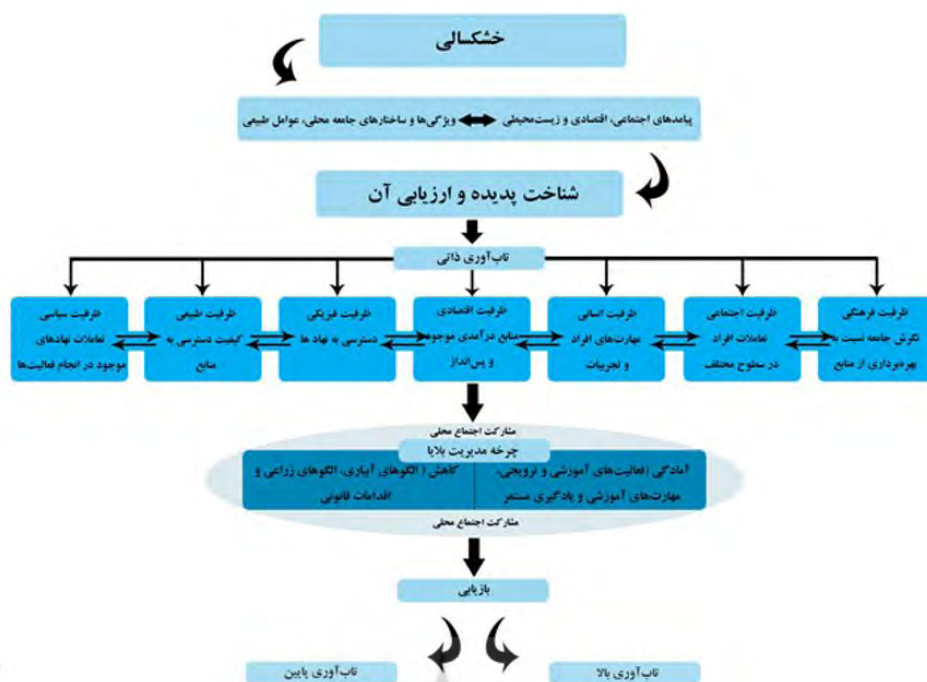 خشکسالی
پیامدهای اجتماعی، اقتصادی و زیست‌محیطی
ویژگی‌ها و ساختارهای جامعه محلی، عوامل طبیعی
شناخت پدیده و ارزیابی آن
تاب‌آوری ذاتی
ظرفیت فرهنگی
نگرش جامعه نسبت به
بهره‌برداری از منابع
ظرفیت اجتماعی
تعاملات افراد
در سطوح مختلف
ظرفیت انسانی
مهارت‌های افراد
و تجربیات
ظرفیت اقتصادی
منابع درآمدی موجود
و پس‌انداز
ظرفیت فیزیکی
دسترسی به نهاد ها
ظرفیت طبیعی
کیفیت دسترسی به
منابع
ظرفیت سیاسی
تعاملات نهادهای
موجود در انجام فعالیت‌ها
مشارکت اجتماع محلی
چرخه مدیریت بلایا
آمادگی (فعالیت‌های آموزشی و ترویجی،
مهارت‌های آموزشی و یادگیری مستمر
کاهش ( الگوهای آبیاری، الگوهای زراعی و
اقدامات قانونی
مشارکت اجتماع محلی
بازیابی
تاب‌آوری بالا
تاب‌آوری پایین